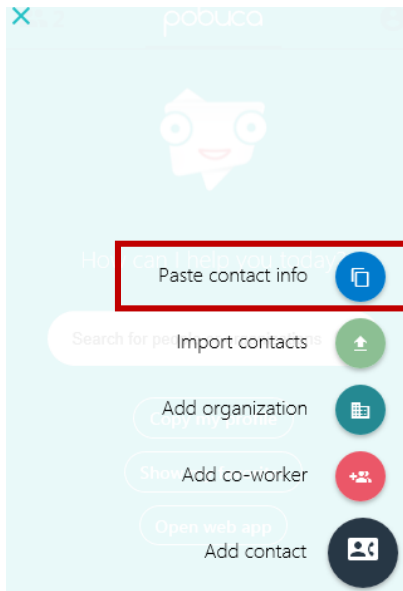 pobuca
How can I help you today
Paste contact info
Search for people
Import contacts
Add organization
Copy my profile
Add co-worker
Open web app
Add contact